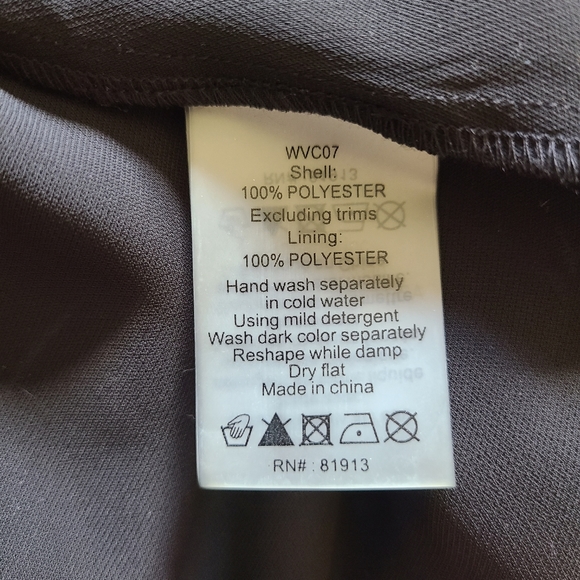 WVC07
Shell:
100% POLYESTER
Excluding trims
Lining:
100% POLYESTER
Hand wash separately
in cold water
Using mild detergent
Wash dark color separately
Reshape while damp
Dry flat
Made in china
RN# : 81913